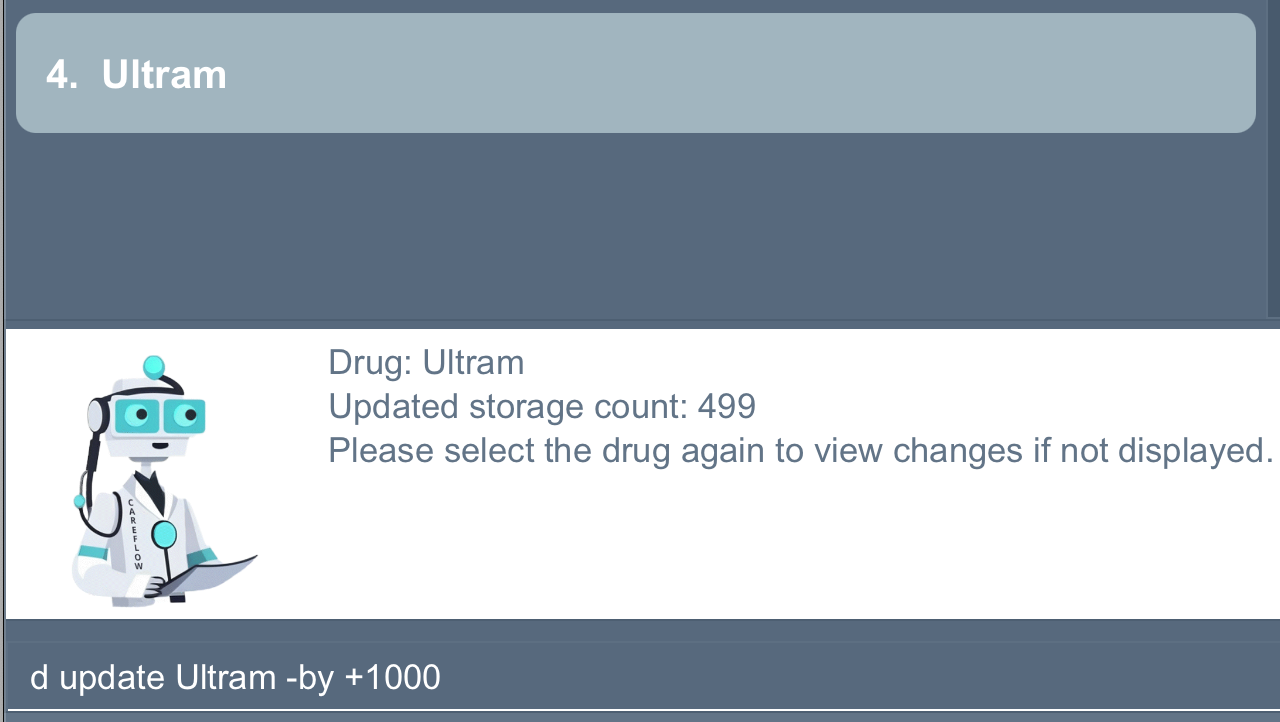 4. Ultram
Drug: Ultram
Updated storage count: 499
Please select the drug again to view changes if not displayed.
CAREFLOW
d update Ultram -by +1000